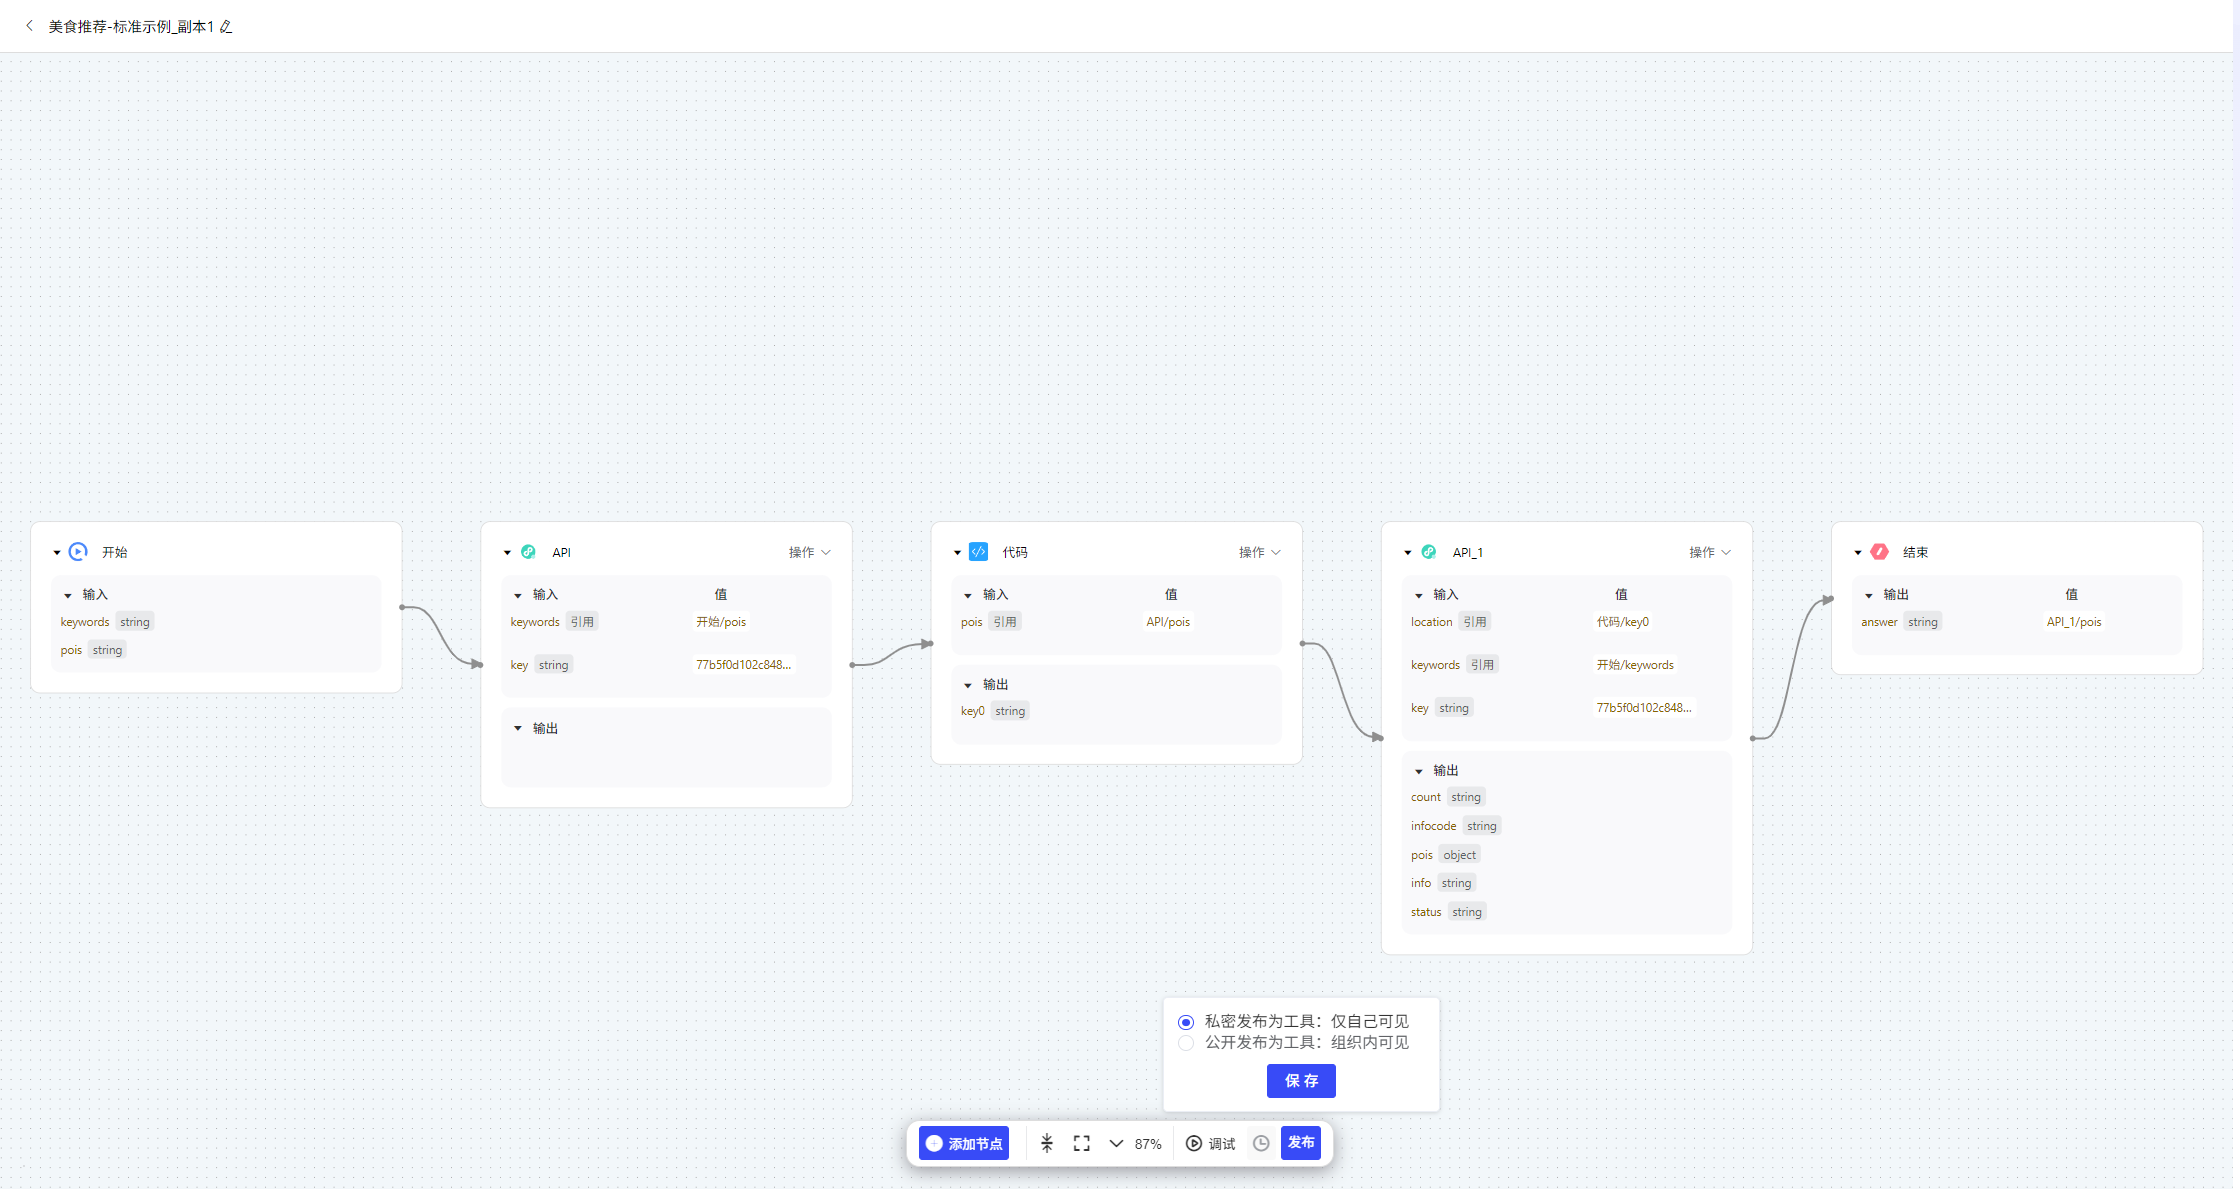 美食推荐-标准示例_副本1
开始
输入
keywords string
pois string
API 操作
输入 值
keywords 引用 开始/pois
key string 77b5f0d102c848...
输出
代码 操作
输入 值
pois 引用 API/pois
输出
key0 string
API_1 操作
输入 值
location 引用 代码/key0
keywords 引用 开始/keywords
key string 77b5f0d102c848...
输出
count string
infocode string
pois object
info string
status string
结束
输出 值
answer string API_1/pois
私密发布为工具：仅自己可见
公开发布为工具：组织内可见
保存
添加节点 87% 调试 发布